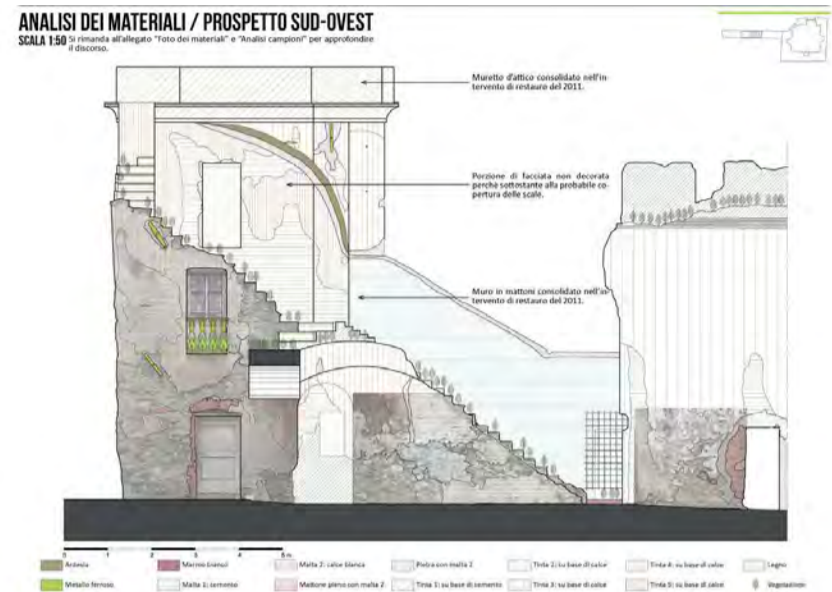 ANALISI DEI MATERIALI / PROSPETTO SUD-OVEST
SCALA 1:50 Si rimanda all'allegato "Foto dei materiali" e "Analisi campioni" per approfondire
il discorso.
Muretto d'attico consolidato nell'in-
tervento di restauro del 2011.
Porzione di facciata non decorata
perchè sottostante alla probabile co-
pertura delle scale.
Muro in mattoni consolidato nell'in-
tervento di restauro del 2011.
0 1 2 3 4 5 m
Ardesia
Malta 2: calce bianca
Pietra con malta 2
Tinta 2: su base di calce
Tinta 4: su base di calce
Legno
Metallo ferroso
Malta 1: cemento
Mattone pieno con malta 2
Tinta 1: su base di cemento
Tinta 3: su base di calce
Tinta 5: su base di calce
Vegetazione